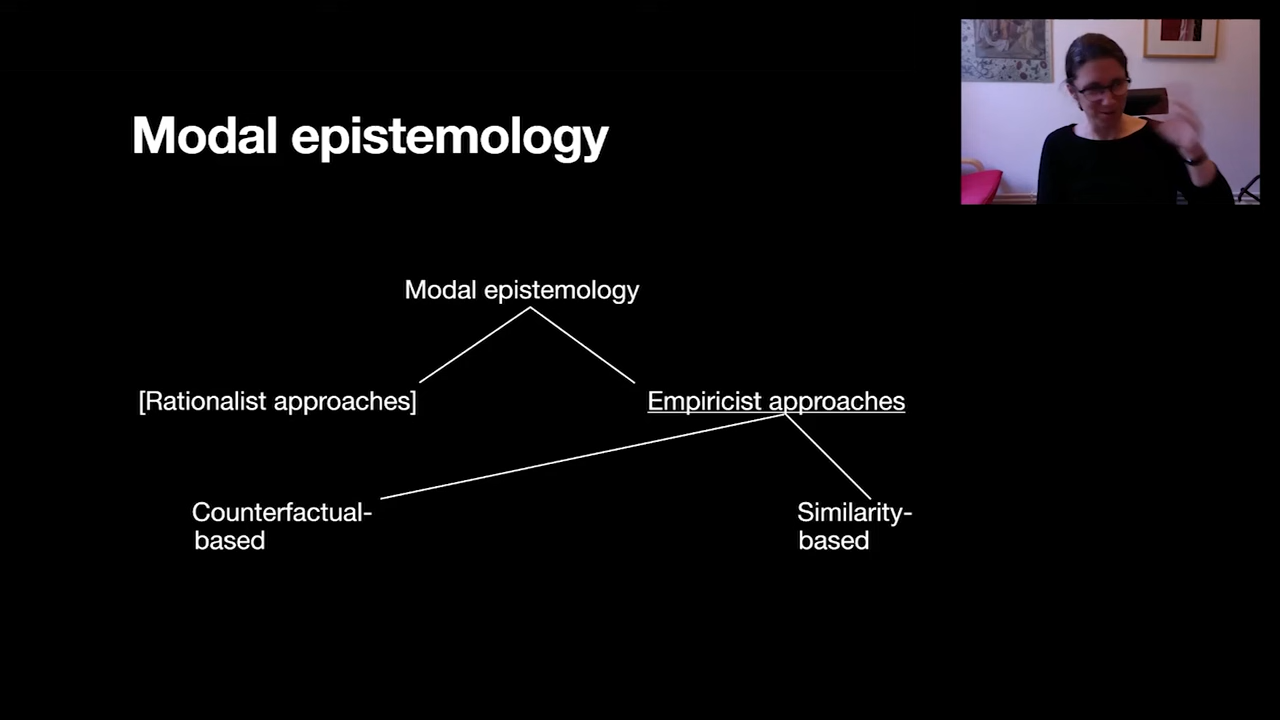 Modal epistemology
Modal epistemology
[Rationalist approaches]
Empiricist approaches
Counterfactual-
based
Similarity-
based